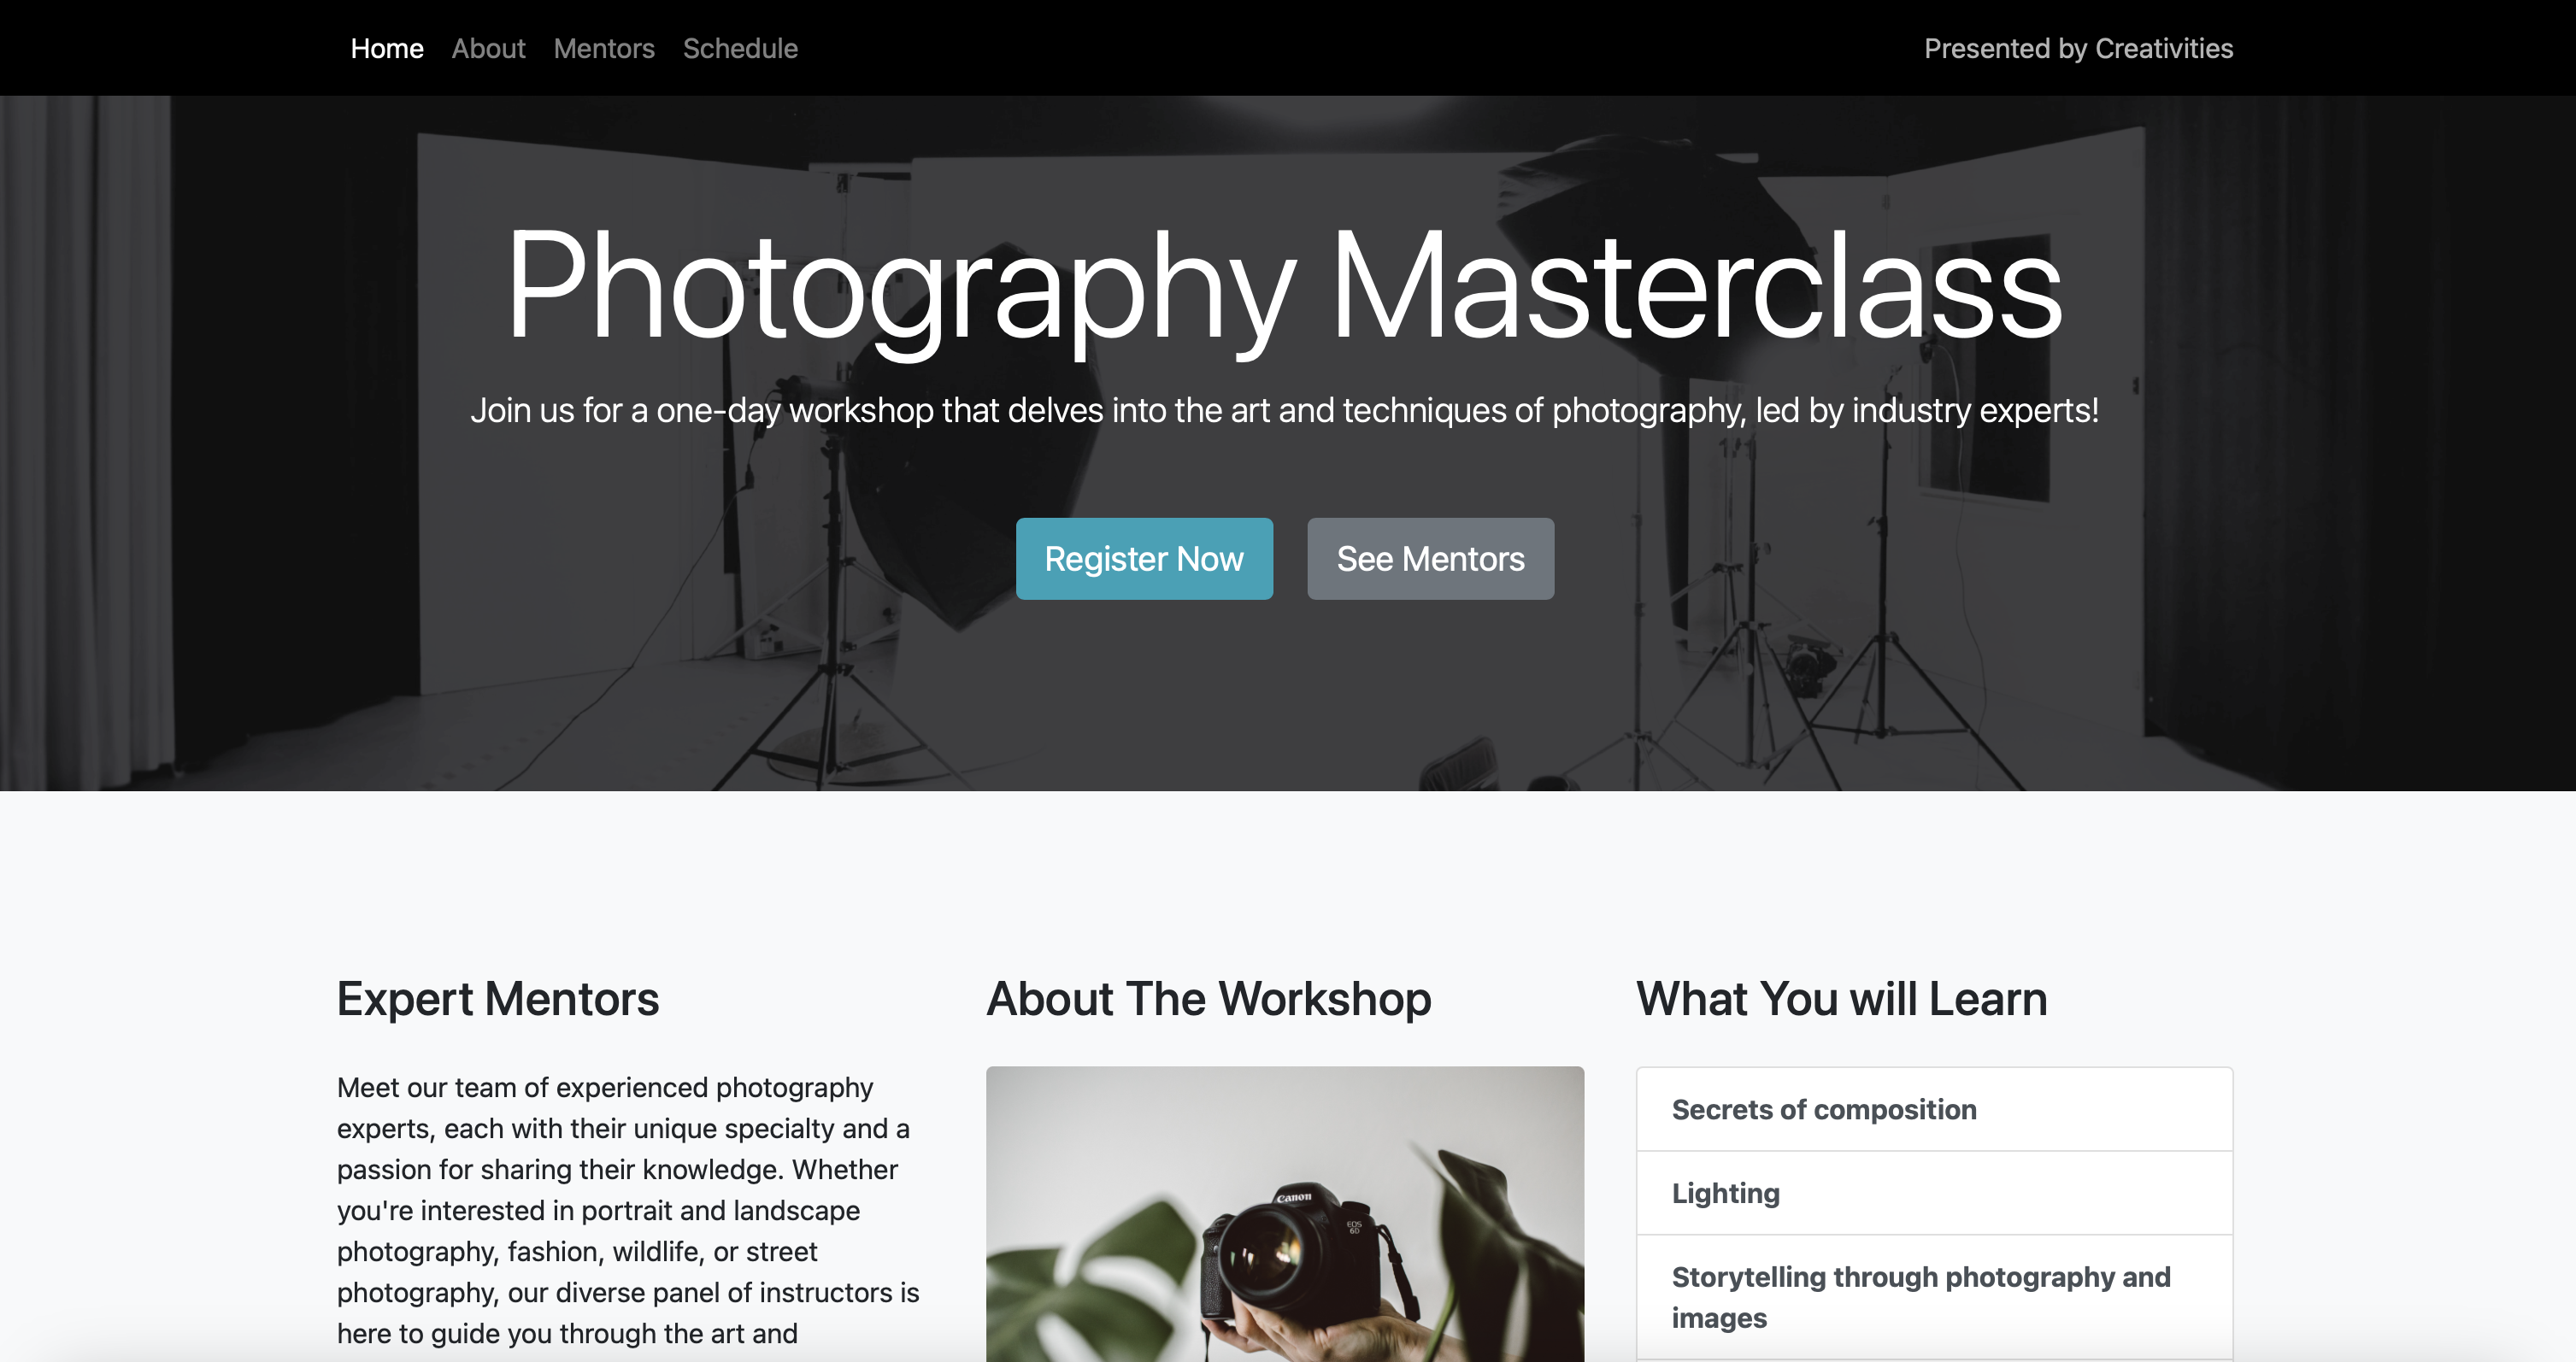 Home About Mentors Schedule Presented by Creativities
Photography Masterclass
Join us for a one-day workshop that delves into the art and techniques of photography, led by industry experts!
Register Now See Mentors
Expert Mentors
Meet our team of experienced photography
experts, each with their unique specialty and a
passion for sharing their knowledge. Whether
you're interested in portrait and landscape
photography, fashion, wildlife, or street
photography, our diverse panel of instructors is
here to guide you through the art and
About The Workshop
Canon
EOS
6D
What You will Learn
Secrets of composition
Lighting
Storytelling through photography and
images